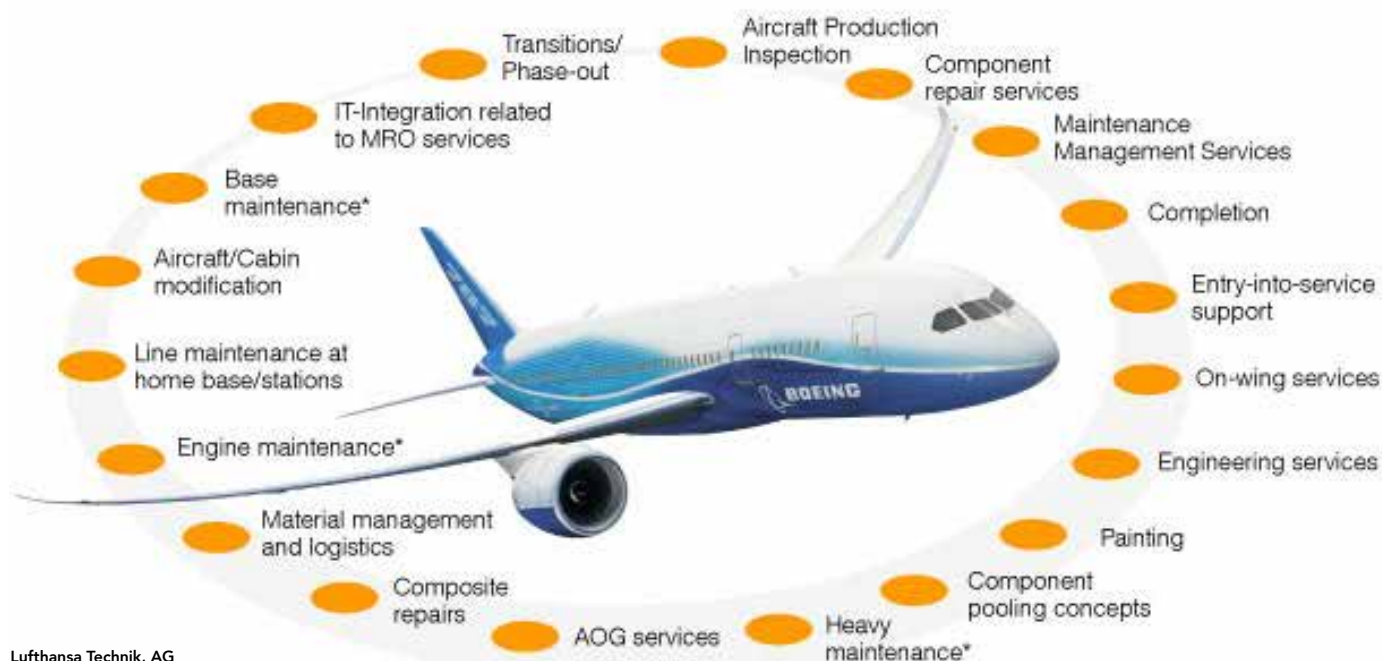 Transitions/
Phase-out
Aircraft Production
Inspection
Component
repair services
IT-Integration related
to MRO services
Maintenance
Management Services
Base
maintenance*
Completion
Aircraft/Cabin
modification
Entry-into-service
support
Line maintenance at
home base/stations
On-wing services
BOEING
Engine maintenance*
Engineering services
Material management
and logistics
Painting
Composite
repairs
Component
pooling concepts
AOG services
Heavy
maintenance*
Lufthansa Technik, AG